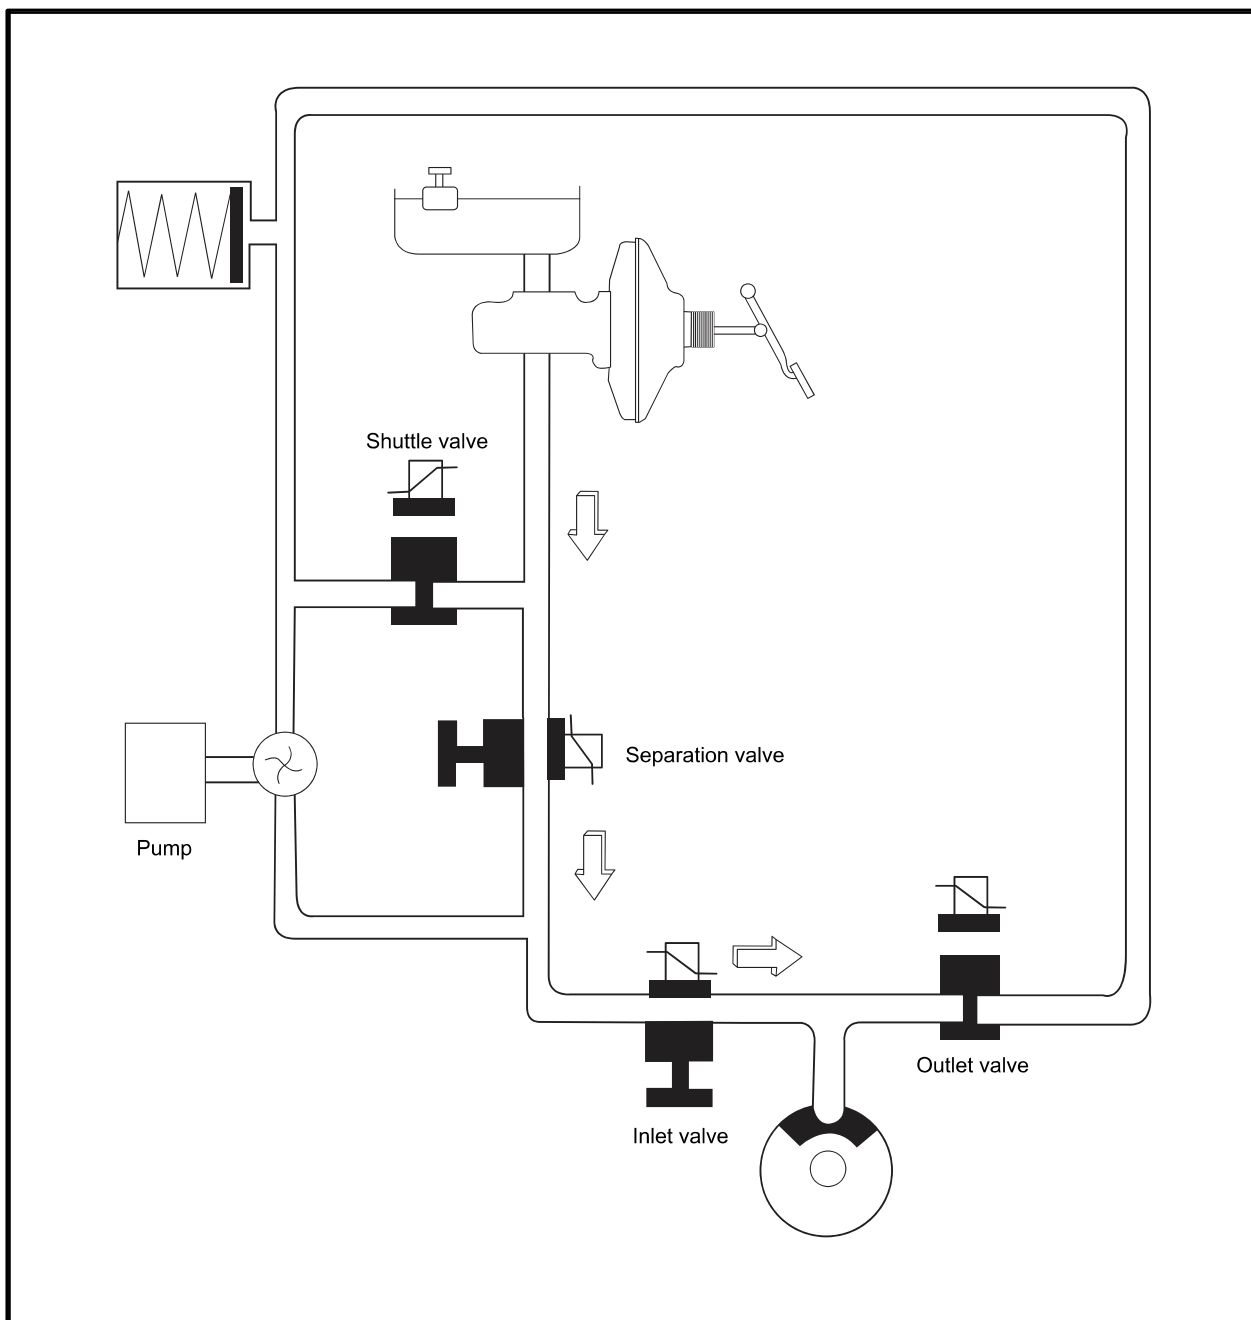 Shuttle valve
Separation valve
Pump
Outlet valve
Inlet valve